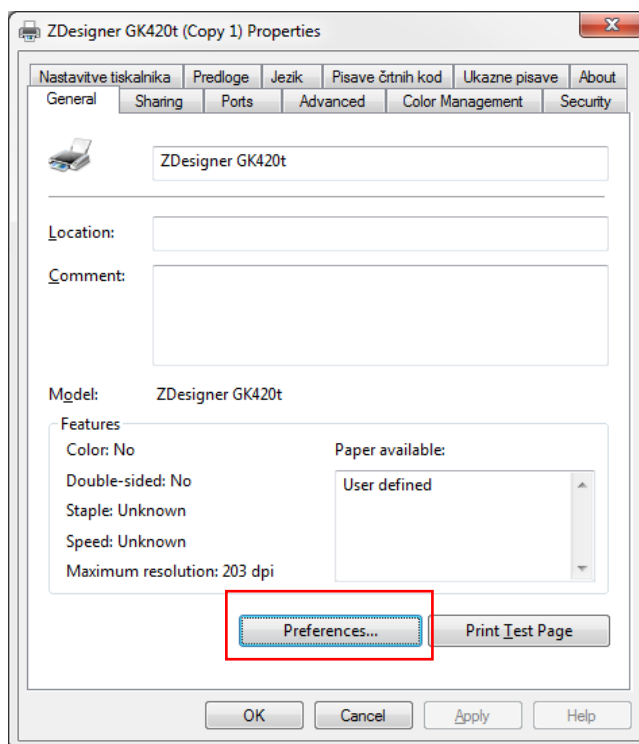 ZDesigner GK420t (Copy 1) Properties
Nastavitve tiskalnika Predloge Jezik Pisave črtnih kod Ukazne pisave About
General Sharing Ports Advanced Color Management Security
ZDesigner GK420t
Location:
Comment:
Model: ZDesigner GK420t
Features
Color: No Paper available:
Double-sided: No User defined
Staple: Unknown
Speed: Unknown
Maximum resolution: 203 dpi
Preferences... Print Test Page
OK Cancel Apply Help